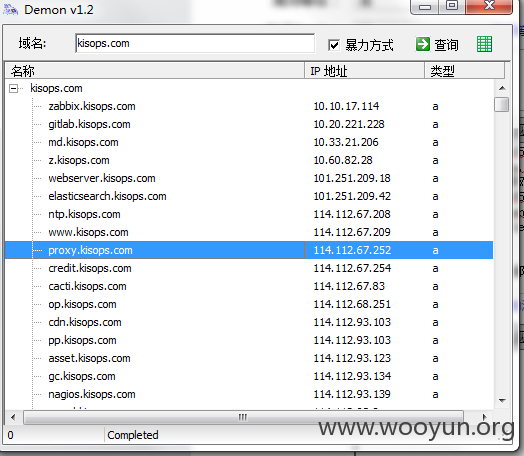 Demon v1.2
域名: kisops.com 暴力方式 查询
名称 IP 地址 类型
kisops.com
zabbix.kisops.com 10.10.17.114 a
gitlab.kisops.com 10.20.221.228 a
md.kisops.com 10.33.21.206 a
z.kisops.com 10.60.82.28 a
webserver.kisops.com 101.251.209.18 a
elasticsearch.kisops.com 101.251.209.42 a
ntp.kisops.com 114.112.67.208 a
www.kisops.com 114.112.67.209 a
proxy.kisops.com 114.112.67.252 a
credit.kisops.com 114.112.67.254 a
cacti.kisops.com 114.112.67.83 a
op.kisops.com 114.112.68.251 a
cdn.kisops.com 114.112.93.103 a
pp.kisops.com 114.112.93.103 a
asset.kisops.com 114.112.93.123 a
gc.kisops.com 114.112.93.134 a
nagios.kisops.com 114.112.93.139 a
www.wooyun.org
0 Completed